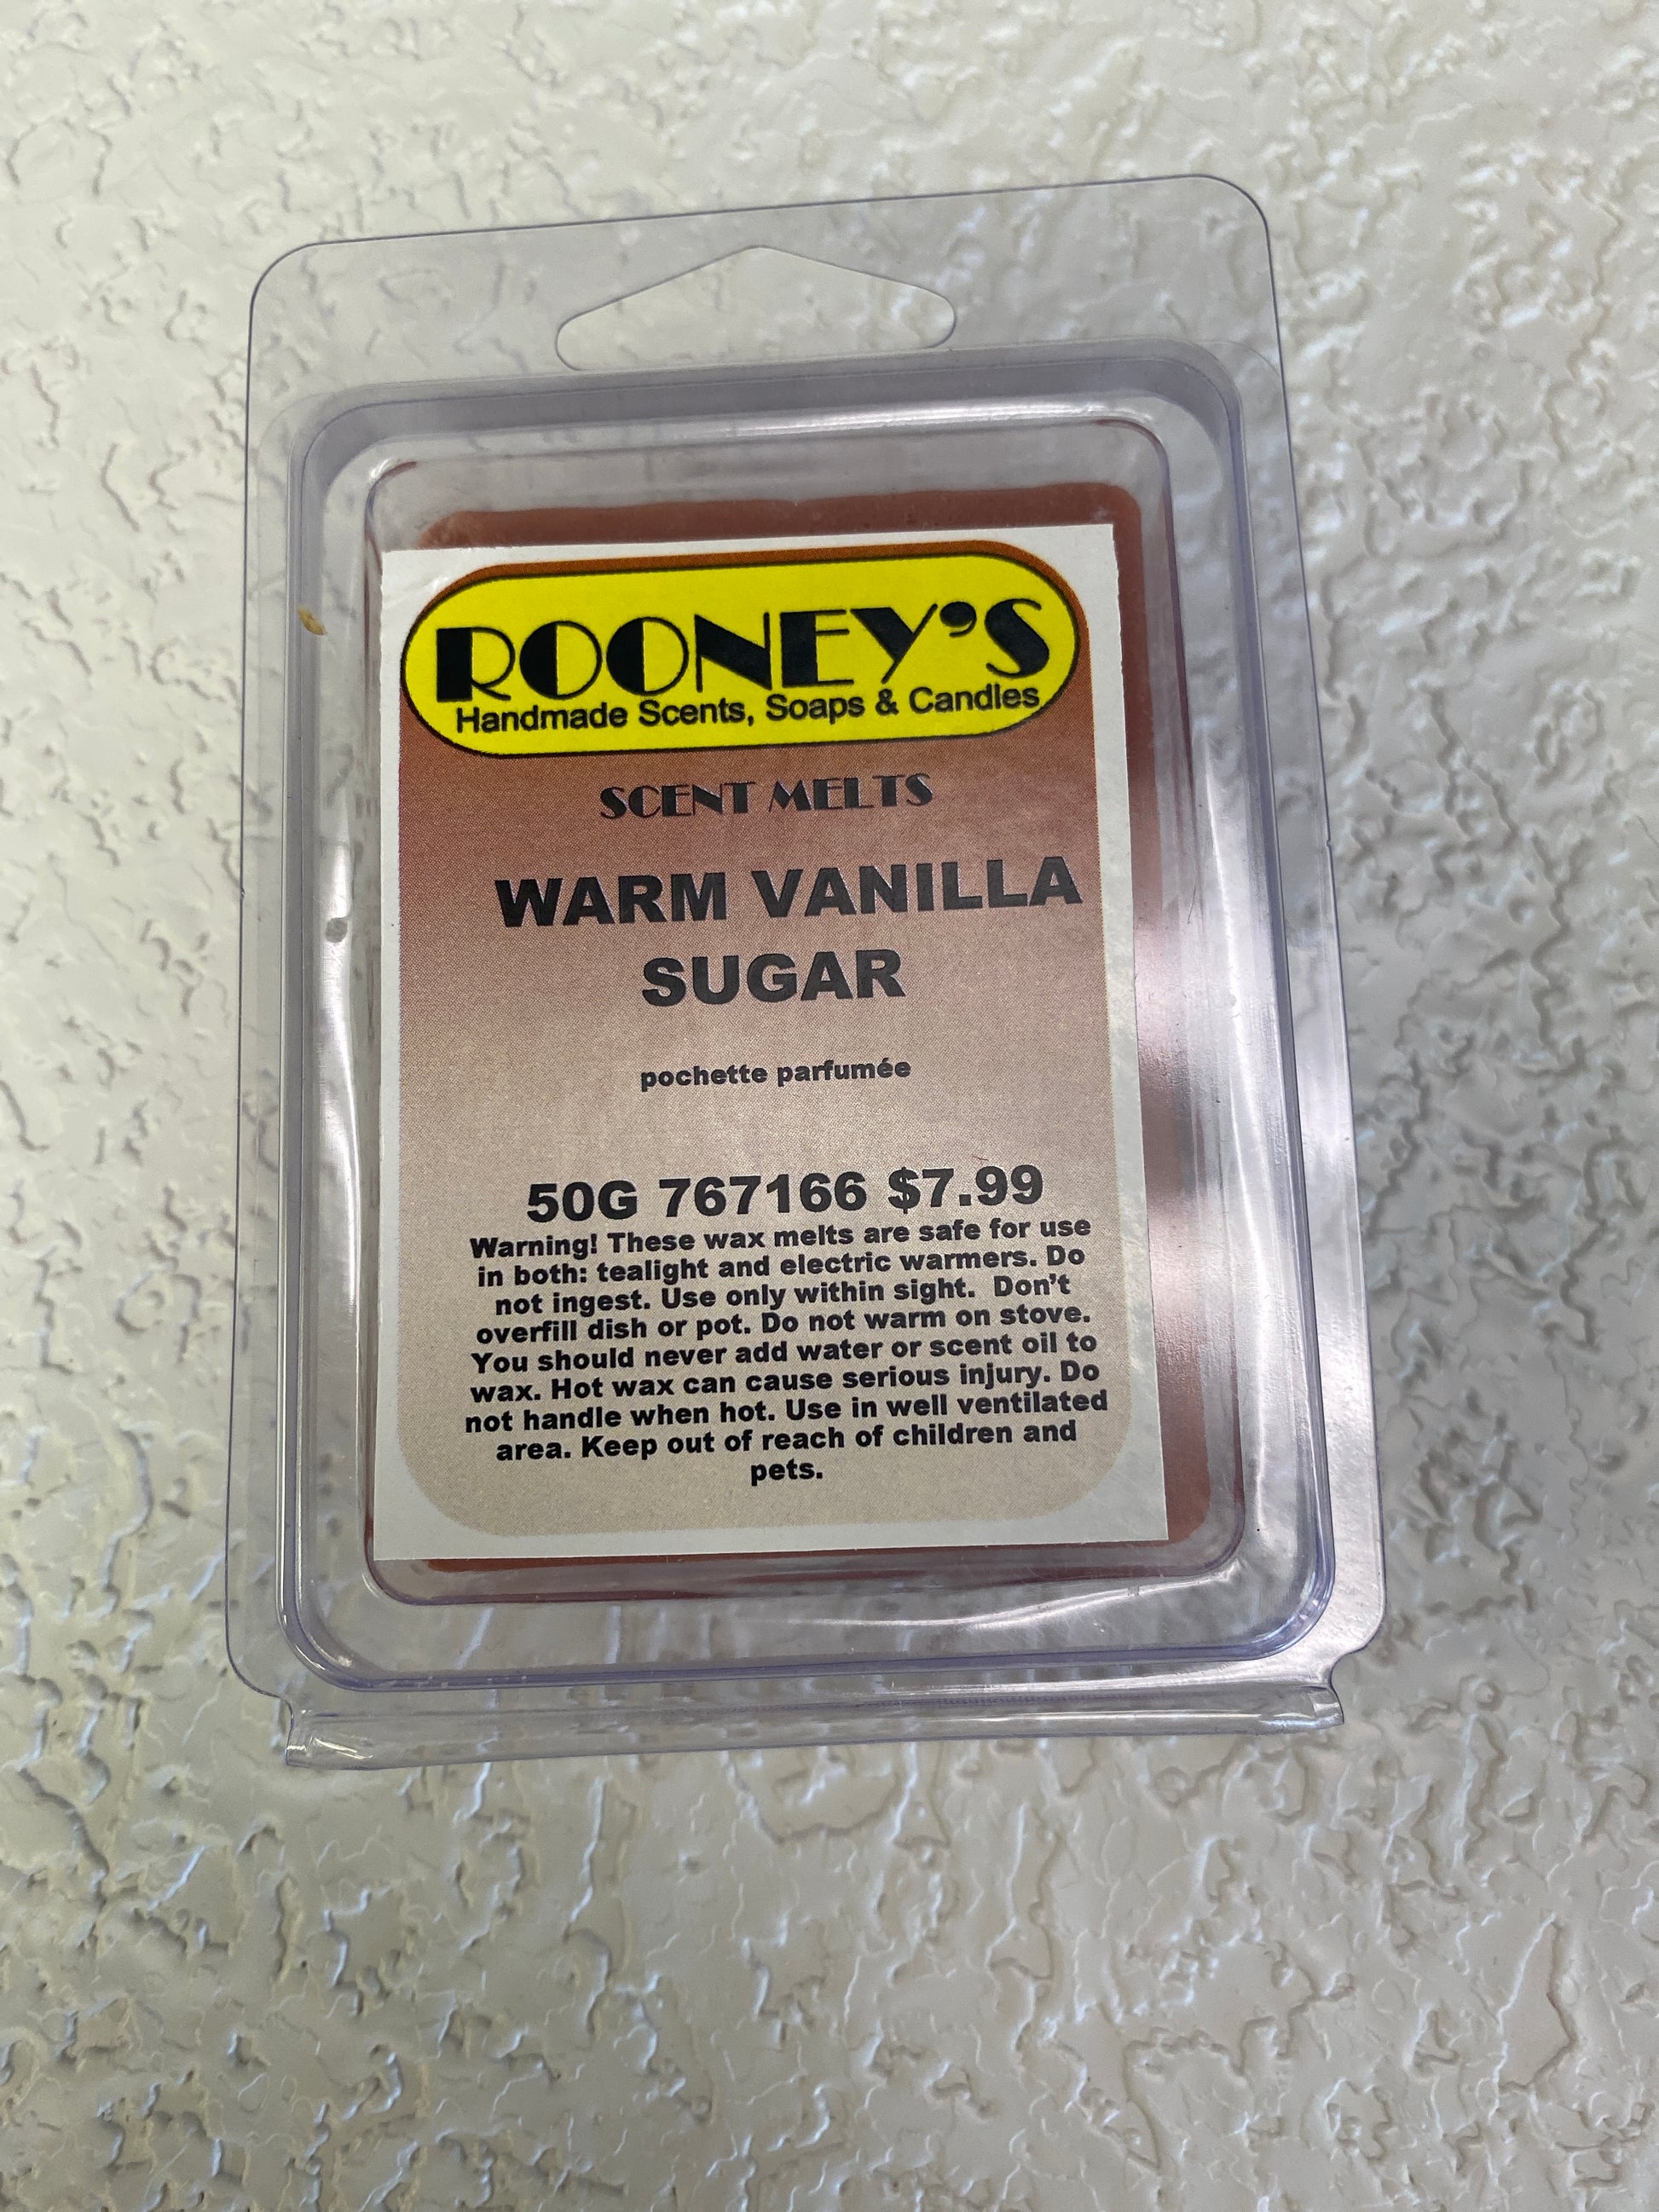 ROONEY'S
Handmade Scents, Soaps & Candles
SCENT MELTS
WARM VANILLA
SUGAR
pochette parfumée
50G 767166 $7.99
Warning! These wax melts are safe for use
in both: tealight and electric warmers. Do
not ingest. Use only within sight.  Don't
overfill dish or pot. Do not warm on stove.
You should never add water or scent oil to
wax. Hot wax can cause serious injury. Do
not handle when hot. Use in well ventilated
area. Keep out of reach of children and
pets.